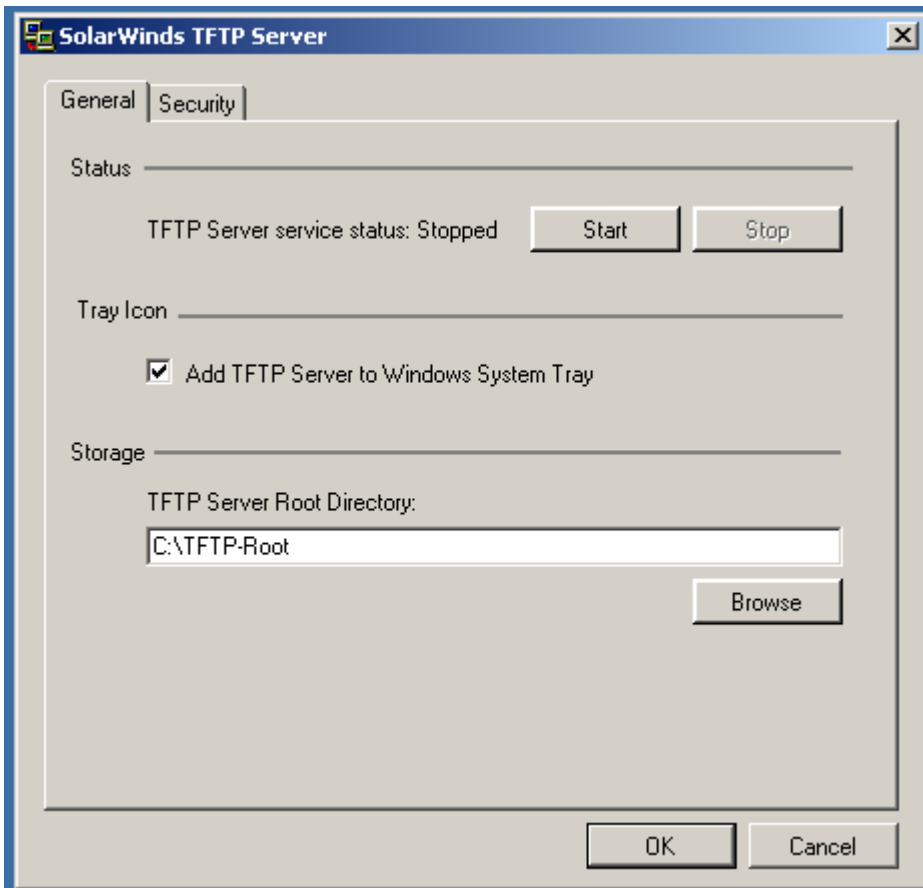 SolarWinds TFTP Server
General Security
Status
TFTP Server service status: Stopped Start Stop
Tray Icon
Add TFTP Server to Windows System Tray
Storage
TFTP Server Root Directory:
C:\TFTP-Root
Browse
OK Cancel